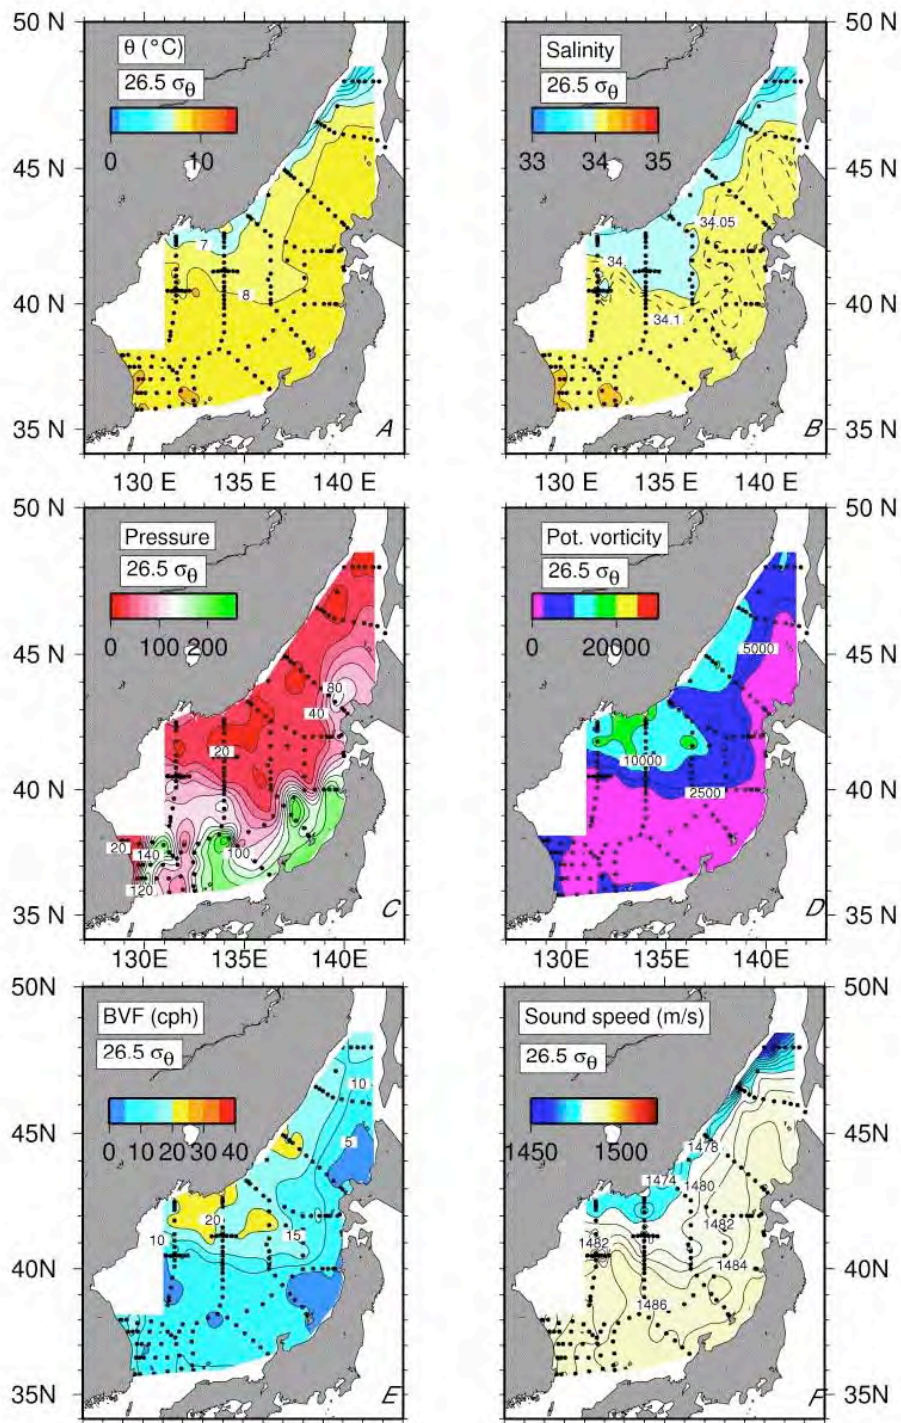 50 N
50 N
θ (°C)
26.5 σθ
0 10
45 N
7
8
40 N
35 N
A
130 E 135 E 140 E
Salinity
26.5 σθ
33 34 35
45 N
34.05
34.
34.1
40 N
35 N
B
130 E 135 E 140 E
50 N
50 N
Pressure
26.5 σθ
0 100 200
45 N
80
40
20
40 N
20
140
100
120
35 N
C
130E 135E 140E
Pot. vorticity
26.5 σθ
0 20000
45 N
5000
10000
2500
40 N
35 N
D
130E 135E 140E
50N
50N
BVF (cph)
26.5 σθ
0 10 20 30 40
10
45N
5
20
15
10
40N
35N
E
Sound speed (m/s)
26.5 σθ
1450 1500
45N
1478
1474
1480
1482
1482
1484
40N
1486
35N
F